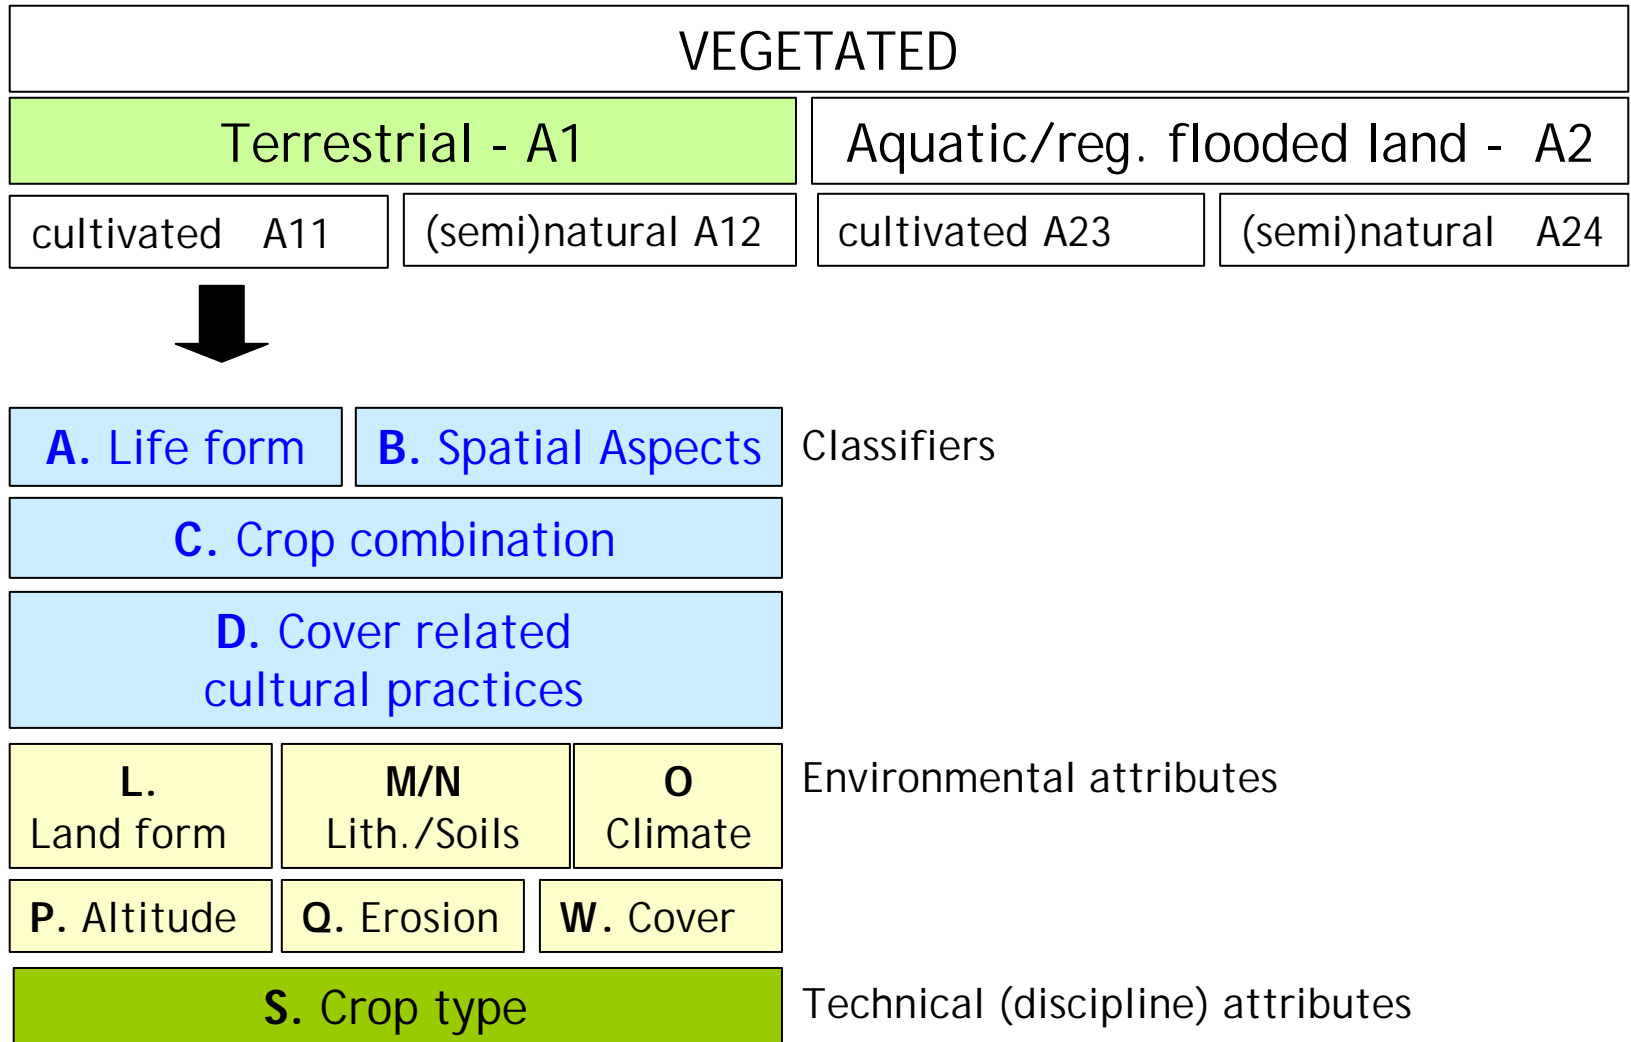 VEGETATED
Terrestrial - A1
Aquatic/reg. flooded land - A2
cultivated A11
(semi)natural A12
cultivated A23
(semi)natural A24
A. Life form
B. Spatial Aspects
Classifiers
C. Crop combination
D. Cover related
cultural practices
L.
Land form
M/N
Lith./Soils
O
Climate
Environmental attributes
P. Altitude
Q. Erosion
W. Cover
S. Crop type
Technical (discipline) attributes